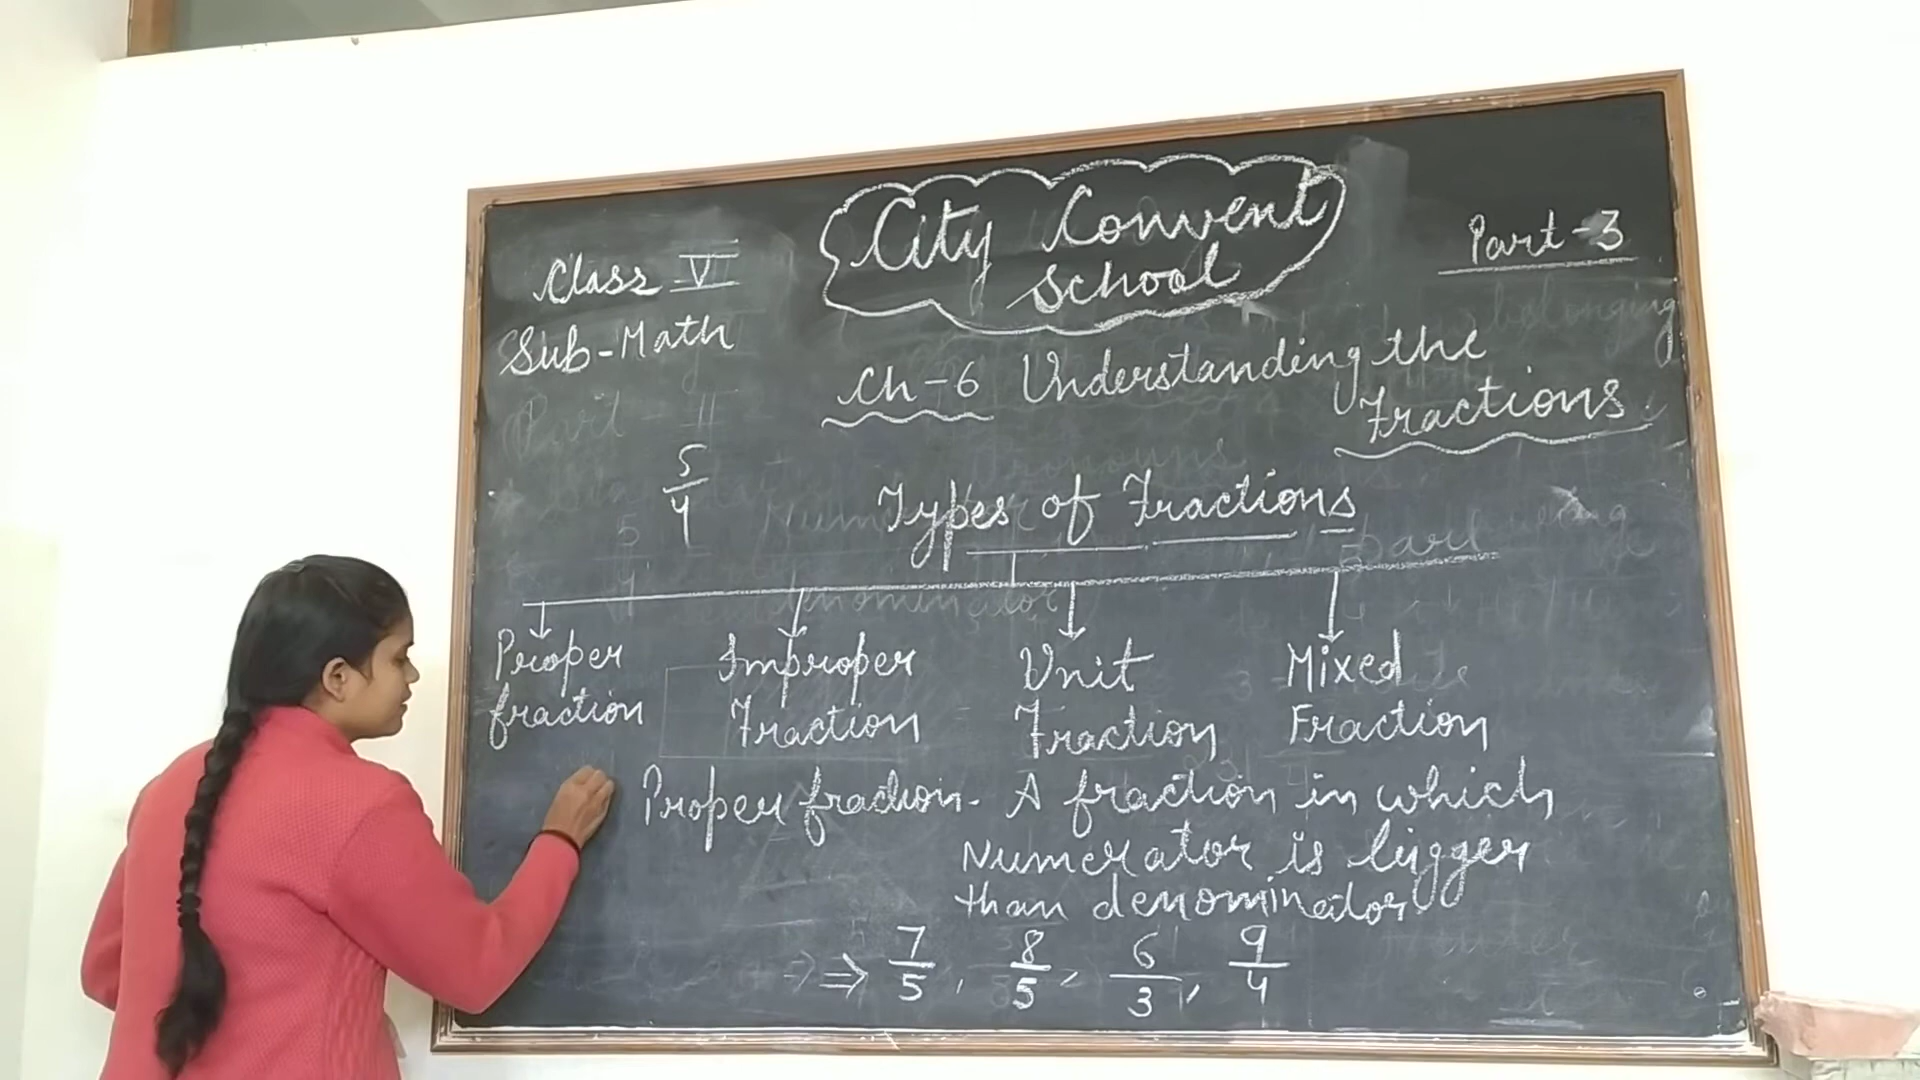 City Convent
School
Part-3
Class V
Sub-Math
Ch-6 Understanding the
Fractions.
5/4
Types of Fractions
Proper
fraction
Improper
Fraction
Unit
Fraction
Mixed
Fraction
Proper fraction- A fraction in which
Numerator is bigger
than denominator
⇒ 7/5, 8/5, 6/3, 9/4